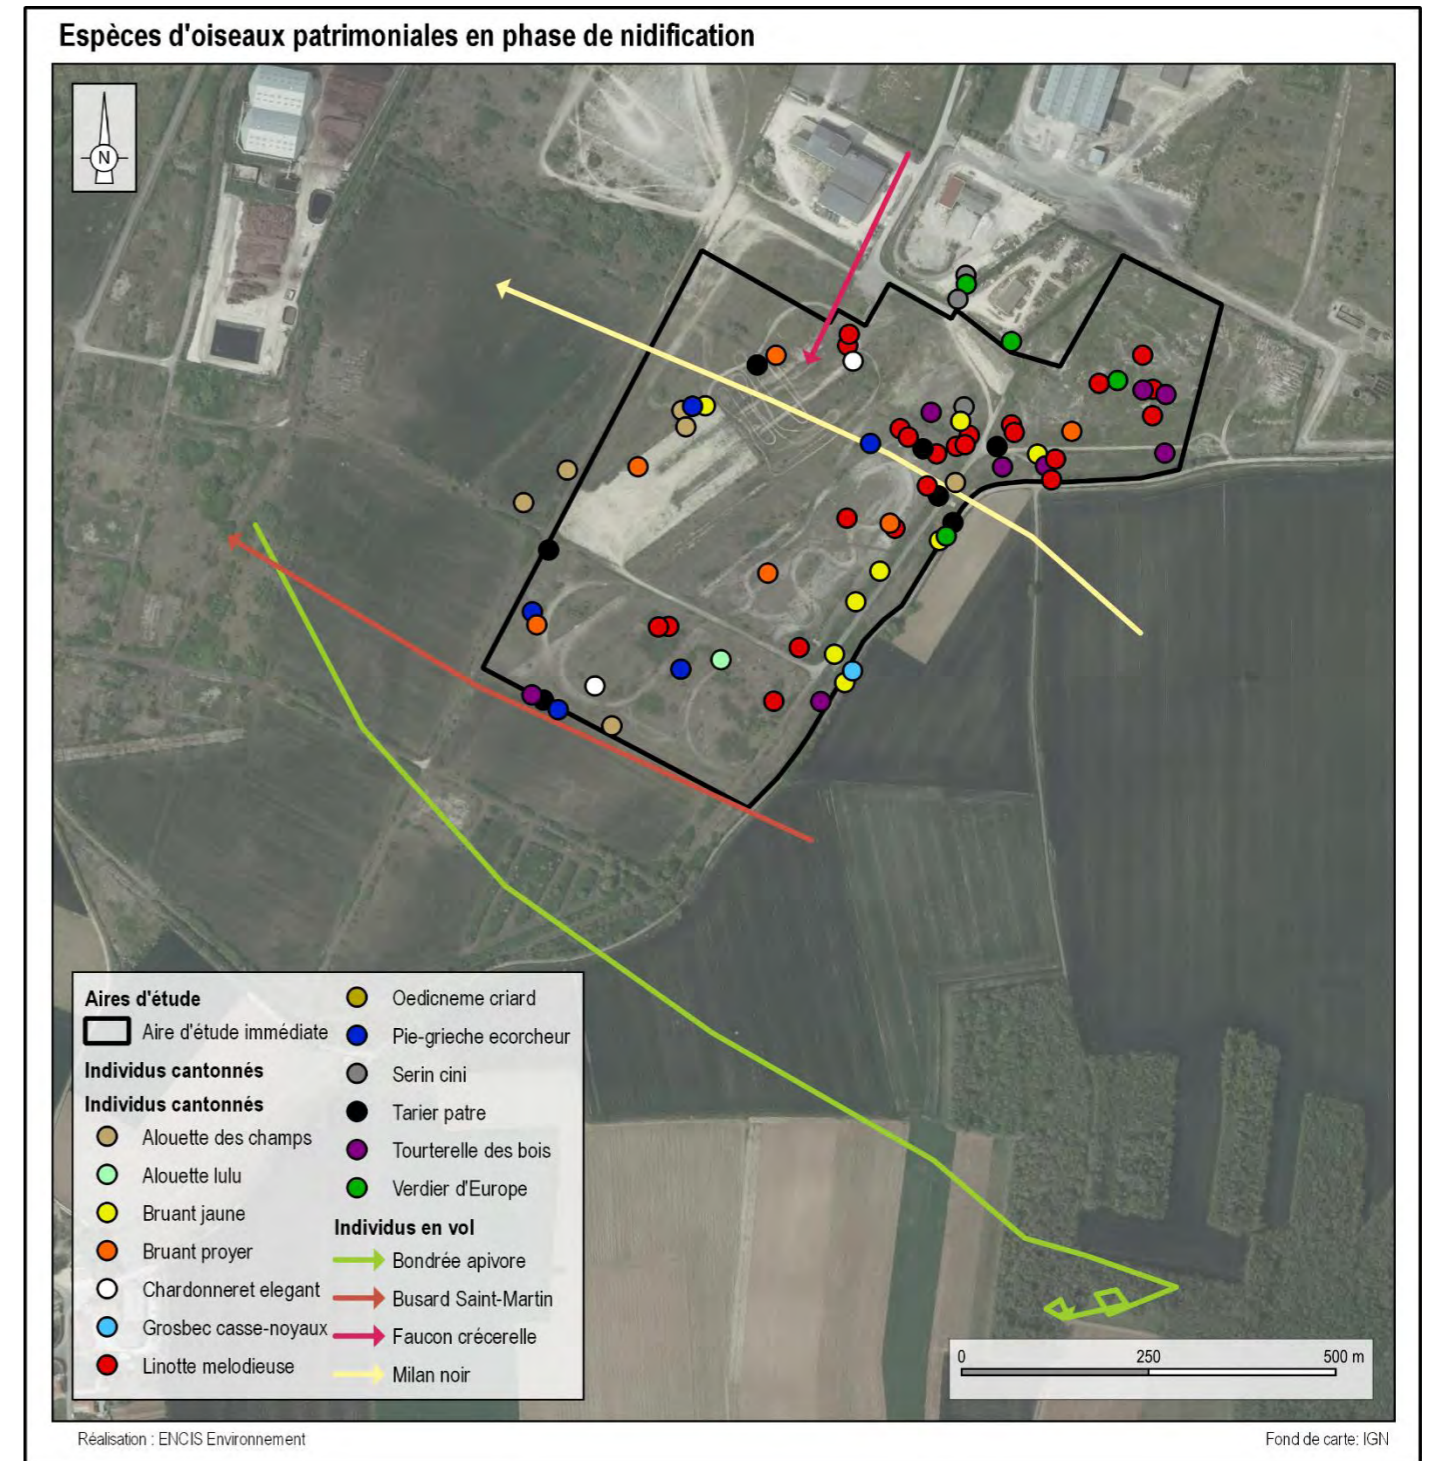 Espèces d'oiseaux patrimoniales en phase de nidification
N
Aires d'étude
Aire d'étude immédiate
Individus cantonnés
Individus cantonnés
Alouette des champs
Alouette lulu
Bruant jaune
Bruant proyer
Chardonneret elegant
Grosbec casse-noyaux
Linotte melodieuse
Oedicneme criard
Pie-grieche ecorcheur
Serin cini
Tarier patre
Tourterelle des bois
Verdier d'Europe
Individus en vol
Bondrée apivore
Busard Saint-Martin
Faucon crécerelle
Milan noir
0 250 500 m
Réalisation : ENCIS Environnement
Fond de carte: IGN